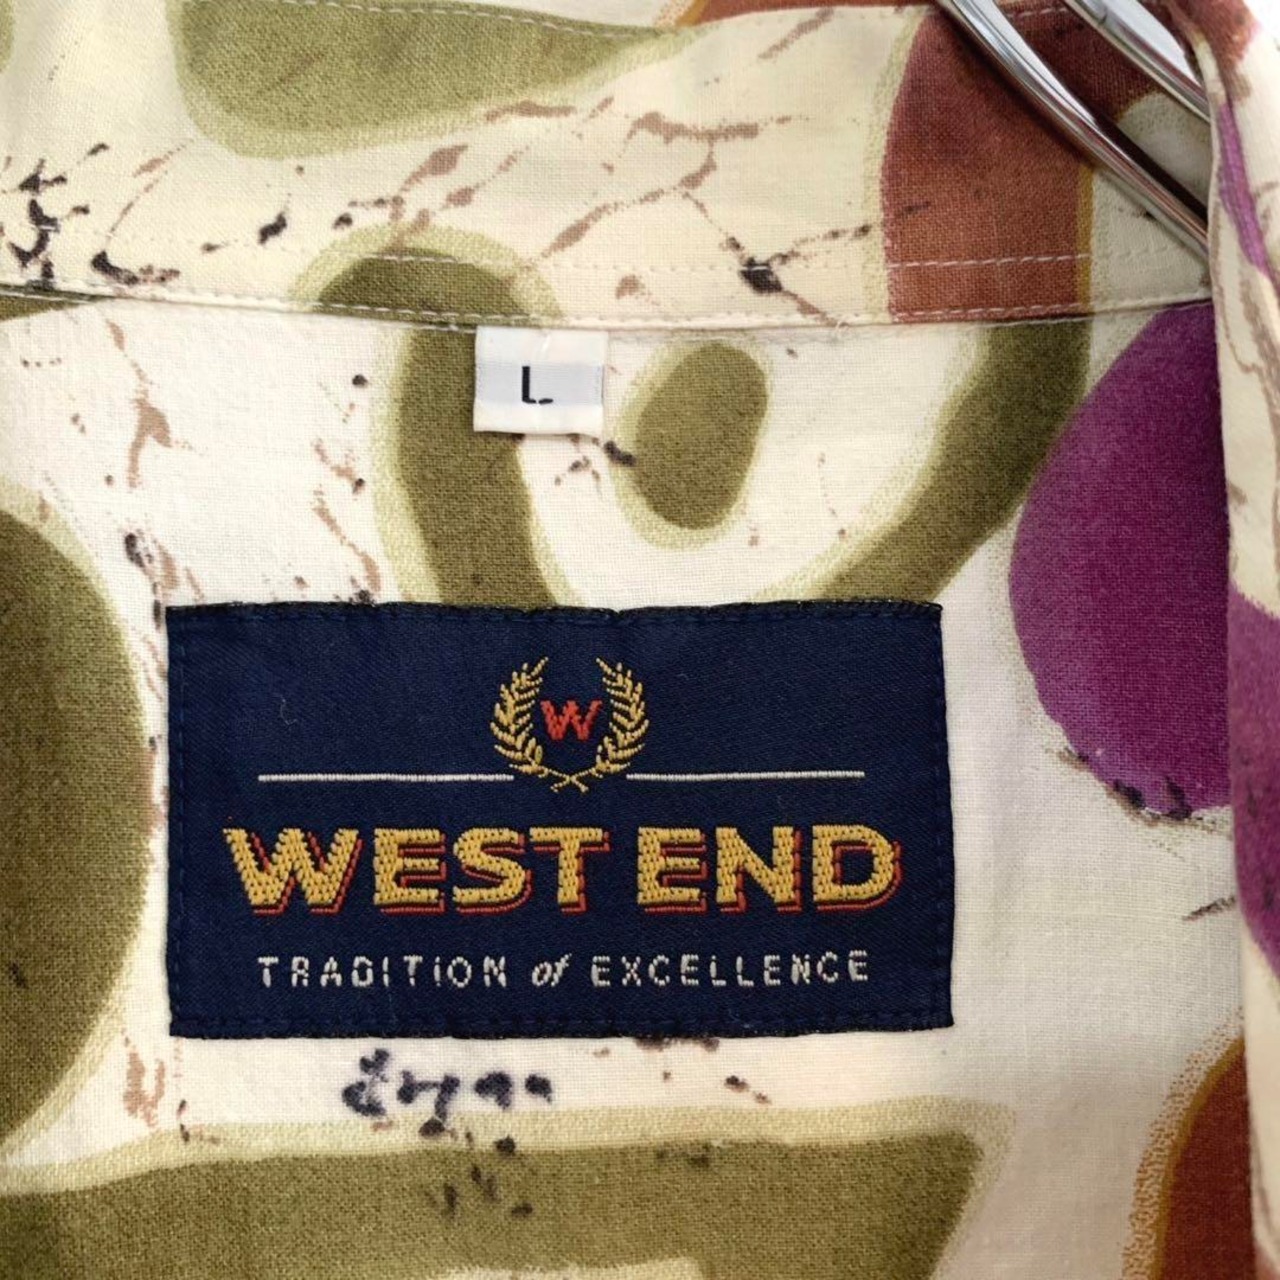 L
W
WEST END
TRADITION of EXCELLENCE